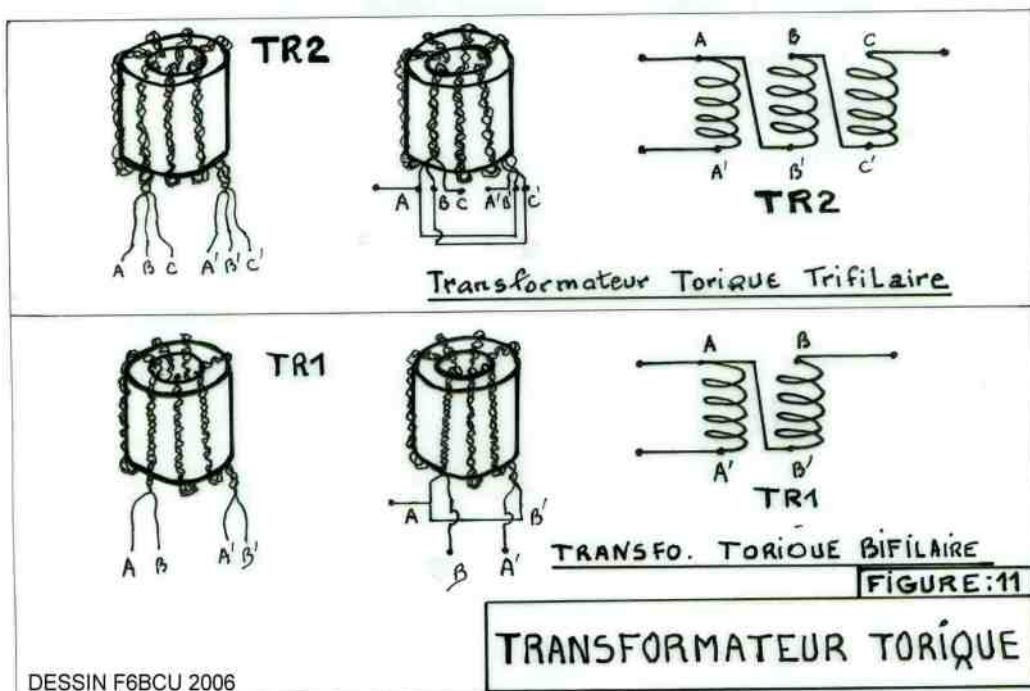 TR2
A B C
A' B' C'
A B C A' B' C'
A B C
A' B' C'
TR2
Transformateur Torique Trifilaire
TR1
A B
A' B'
A B'
B A'
A B
A' B'
TR1
TRANSFO. TORIQUE BIFILAIRE
FIGURE:11
TRANSFORMATEUR TORIQUE
DESSIN F6BCU 2006